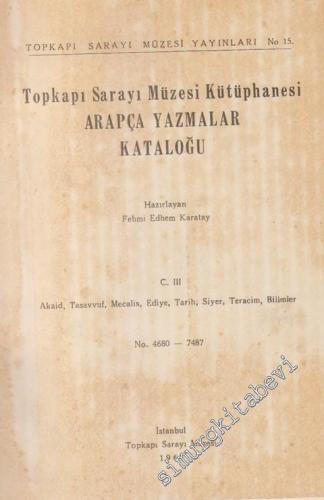 TOPKAPI SARAYI MÜZESİ YAYINLARI No 15.
Topkapı Sarayı Müzesi Kütüphanesi
ARAPÇA YAZMALAR
KATALOĞU
Hazırlayan
Fehmi Edhem Karatay
C. III
Akaid, Tasavvuf, Mecalis, Ediye, Tarih, Siyer, Teracim, Bilimler
No. 4680 — 7487
İstanbul
Topkapı Sarayı
simurgkitabevi.com